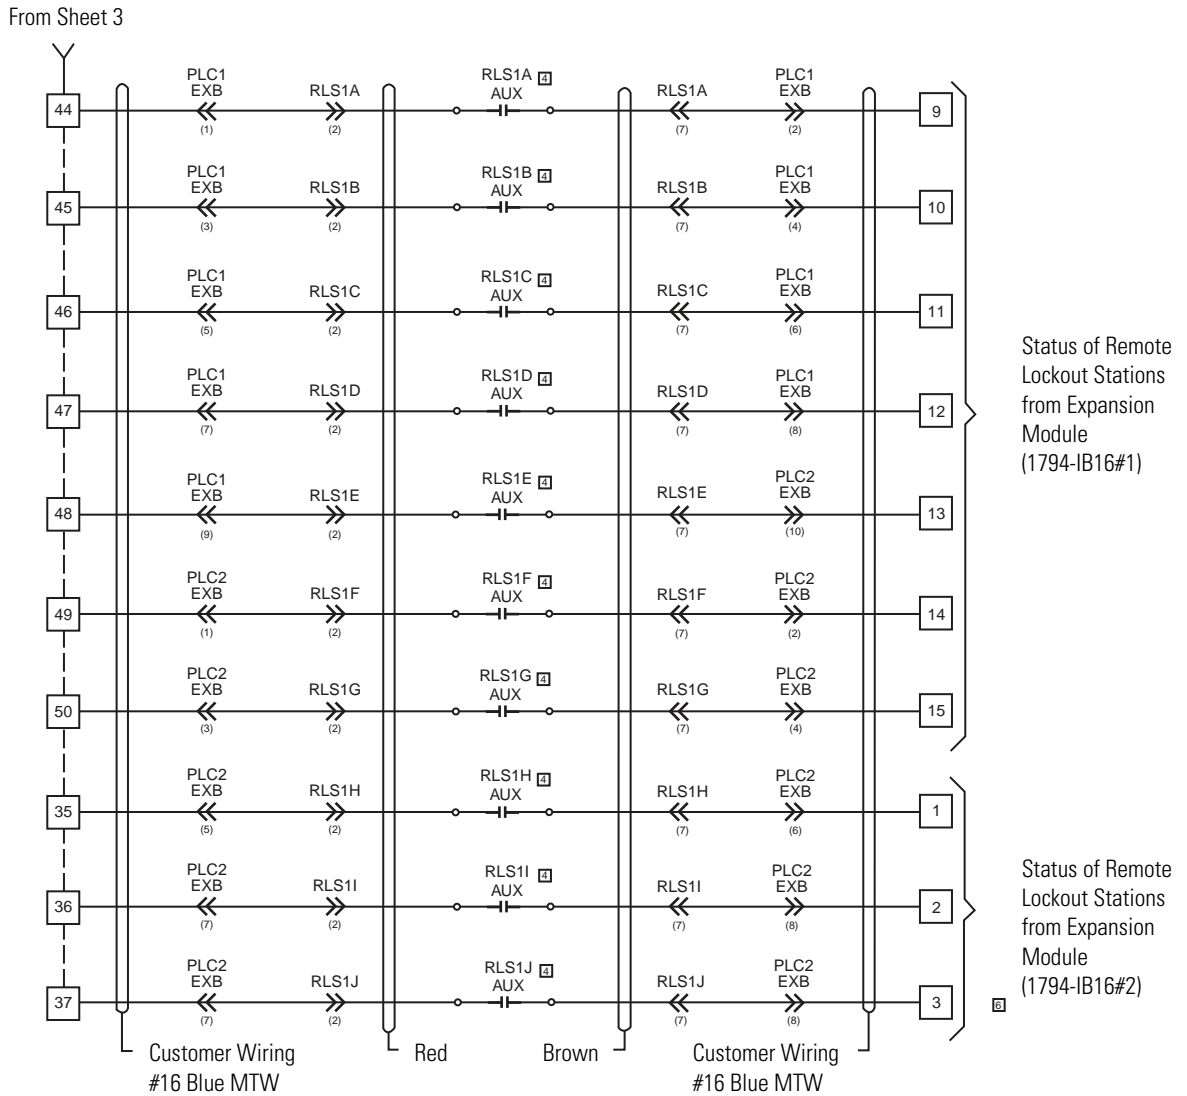 From Sheet 3
PLC1 EXB RLS1A RLS1A 4 AUX RLS1A PLC1 EXB
44 (1) (2) (7) (2) 9
PLC1 EXB RLS1B RLS1B 4 AUX RLS1B PLC1 EXB
45 (3) (2) (7) (4) 10
PLC1 EXB RLS1C RLS1C 4 AUX RLS1C PLC1 EXB
46 (5) (2) (7) (6) 11
PLC1 EXB RLS1D RLS1D 4 AUX RLS1D PLC1 EXB
47 (7) (2) (7) (8) 12
PLC1 EXB RLS1E RLS1E 4 AUX RLS1E PLC2 EXB
48 (9) (2) (7) (10) 13
PLC2 EXB RLS1F RLS1F 4 AUX RLS1F PLC2 EXB
49 (1) (2) (7) (2) 14
PLC2 EXB RLS1G RLS1G 4 AUX RLS1G PLC2 EXB
50 (3) (2) (7) (4) 15
Status of Remote
Lockout Stations
from Expansion
Module
(1794-IB16#1)
PLC2 EXB RLS1H RLS1H 4 AUX RLS1H PLC2 EXB
35 (5) (2) (7) (6) 1
PLC2 EXB RLS1I RLS1I 4 AUX RLS1I PLC2 EXB
36 (7) (2) (7) (8) 2
PLC2 EXB RLS1J RLS1J 4 AUX RLS1J PLC2 EXB
37 (7) (2) (7) (8) 3 6
Status of Remote
Lockout Stations
from Expansion
Module
(1794-IB16#2)
Customer Wiring
#16 Blue MTW
Red
Brown
Customer Wiring
#16 Blue MTW